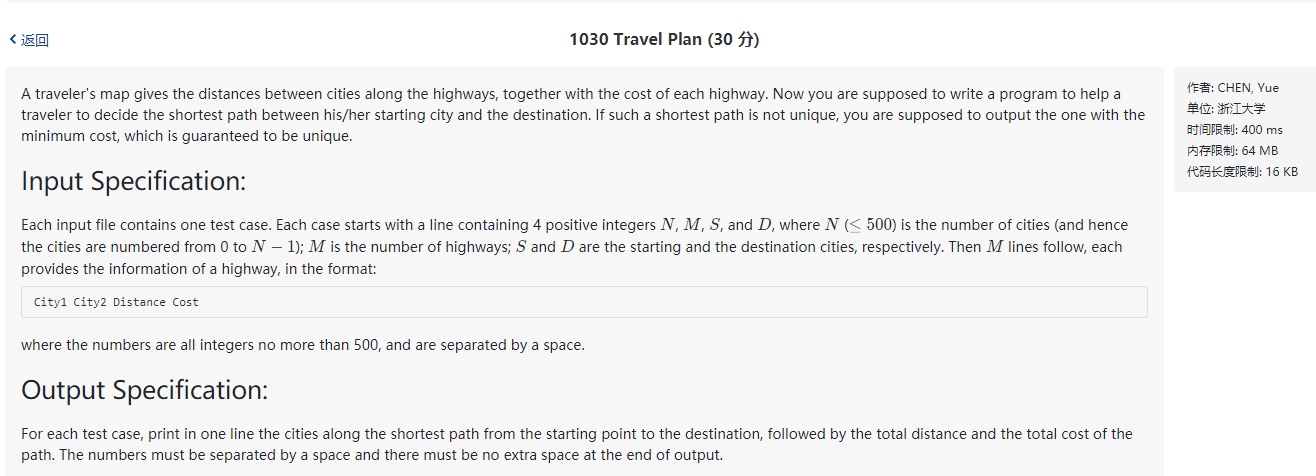 返回
1030 Travel Plan (30 分)
A traveler's map gives the distances between cities along the highways, together with the cost of each highway. Now you are supposed to write a program to help a
traveler to decide the shortest path between his/her starting city and the destination. If such a shortest path is not unique, you are supposed to output the one with the
minimum cost, which is guaranteed to be unique.
Input Specification:
Each input file contains one test case. Each case starts with a line containing 4 positive integers N, M, S, and D, where N (≤ 500) is the number of cities (and hence
the cities are numbered from 0 to N − 1); M is the number of highways; S and D are the starting and the destination cities, respectively. Then M lines follow, each
provides the information of a highway, in the format:
City1 City2 Distance Cost
where the numbers are all integers no more than 500, and are separated by a space.
Output Specification:
For each test case, print in one line the cities along the shortest path from the starting point to the destination, followed by the total distance and the total cost of the
path. The numbers must be separated by a space and there must be no extra space at the end of output.
作者: CHEN, Yue
单位: 浙江大学
时间限制: 400 ms
内存限制: 64 MB
代码长度限制: 16 KB